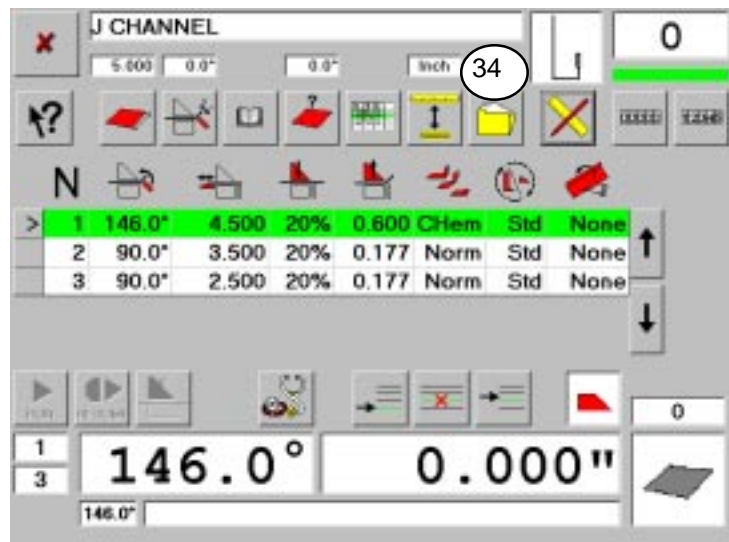 J CHANNEL
0
5.000 0.0° 0.0° Inch 34
?
?
N
> 1 146.0° 4.500 20% 0.600 CHem Std None
2 90.0° 3.500 20% 0.177 Norm Std None
3 90.0° 2.500 20% 0.177 Norm Std None
0
1
3
146.0° 0.000"
146.0°